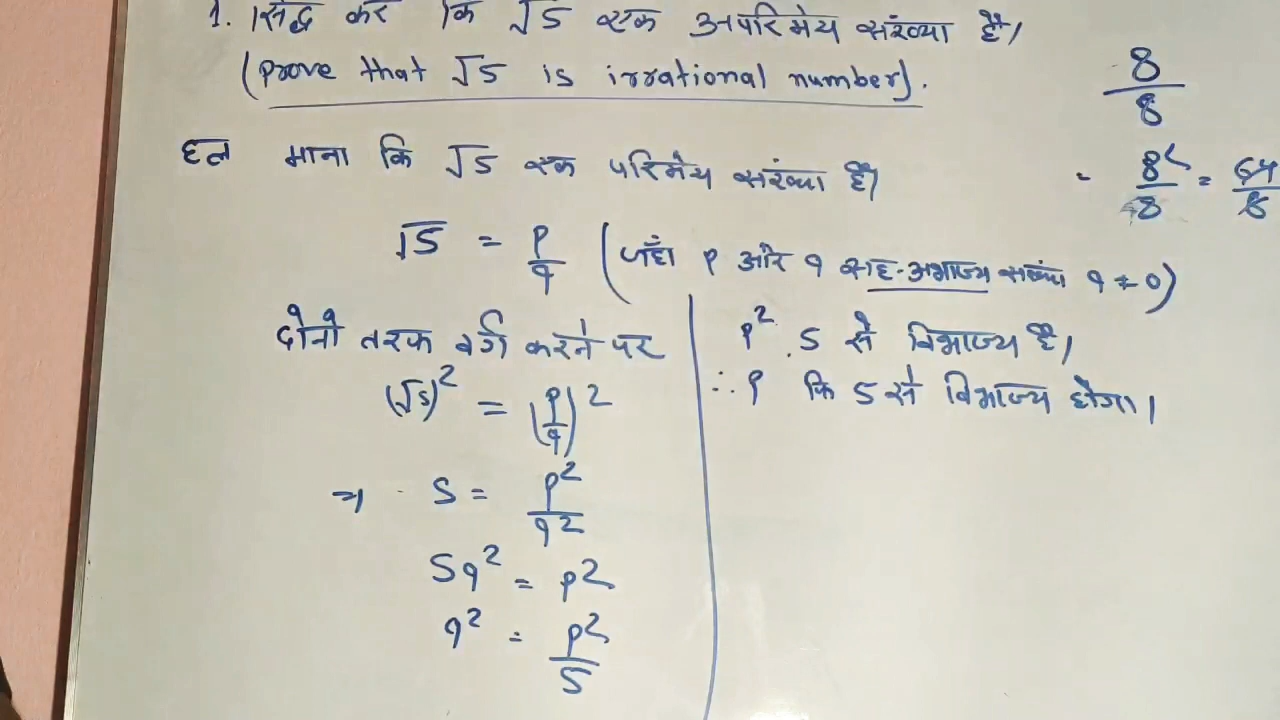 1. सिद्ध करें कि √5 एक अपरिमेय संख्या है।
(prove that √5 is irrational number).
हल माना कि √5 एक परिमेय संख्या है।
√5 = p/q (जहाँ p और q सह-अभाज्य संख्या q ≠ 0)
दोनों तरफ वर्ग करने पर
(√5)² = (p/q)²
⇒ 5 = p²/q²
5q² = p²
q² = p²/5
p² 5 से विभाज्य है।
∴ p कि 5 से विभाज्य होगा।
8/8
= 8²/8 = 64/8